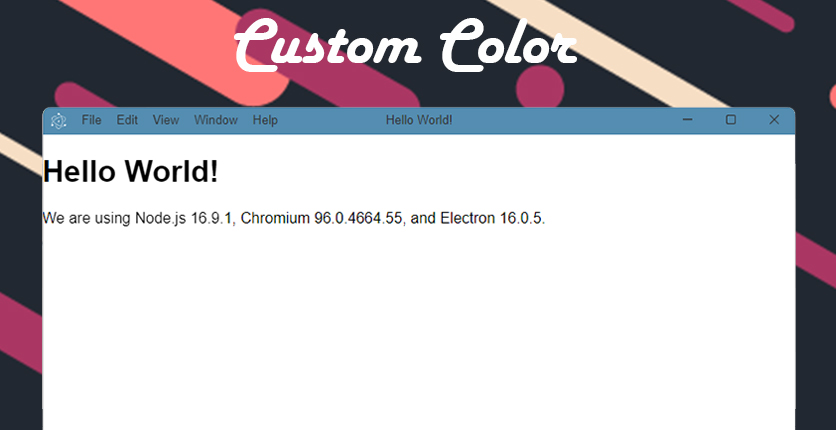 Custom Color
File Edit View Window Help Hello World!
Hello World!
We are using Node.js 16.9.1, Chromium 96.0.4664.55, and Electron 16.0.5.